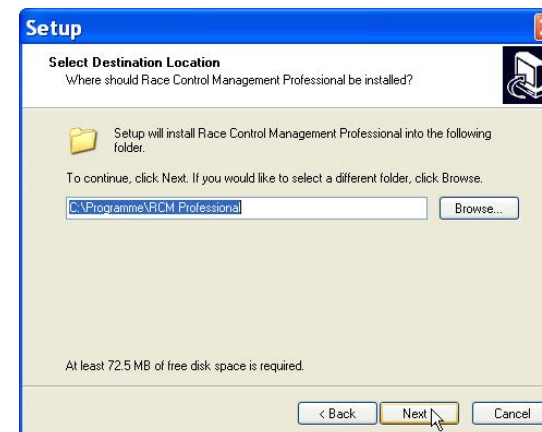 Setup
Select Destination Location
Where should Race Control Management Professional be installed?
Setup will install Race Control Management Professional into the following
folder.
To continue, click Next. If you would like to select a different folder, click Browse.
C:\Programme\RCM Professional
Browse...
At least 72.5 MB of free disk space is required.
< Back
Next
Cancel